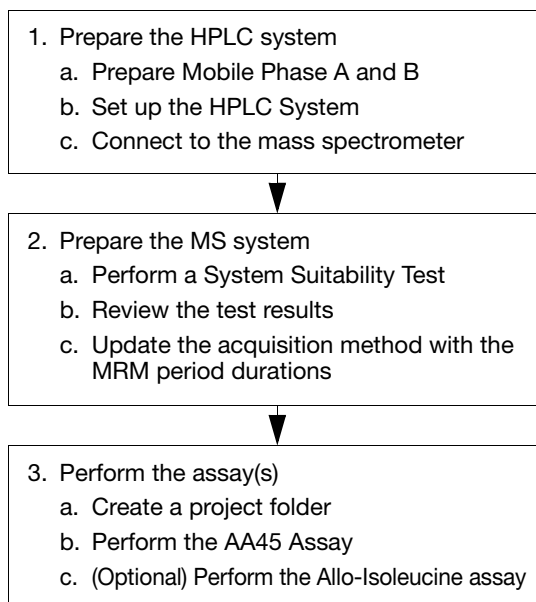 1. Prepare the HPLC system
a. Prepare Mobile Phase A and B
b. Set up the HPLC System
c. Connect to the mass spectrometer
2. Prepare the MS system
a. Perform a System Suitability Test
b. Review the test results
c. Update the acquisition method with the
MRM period durations
3. Perform the assay(s)
a. Create a project folder
b. Perform the AA45 Assay
c. (Optional) Perform the Allo-Isoleucine assay